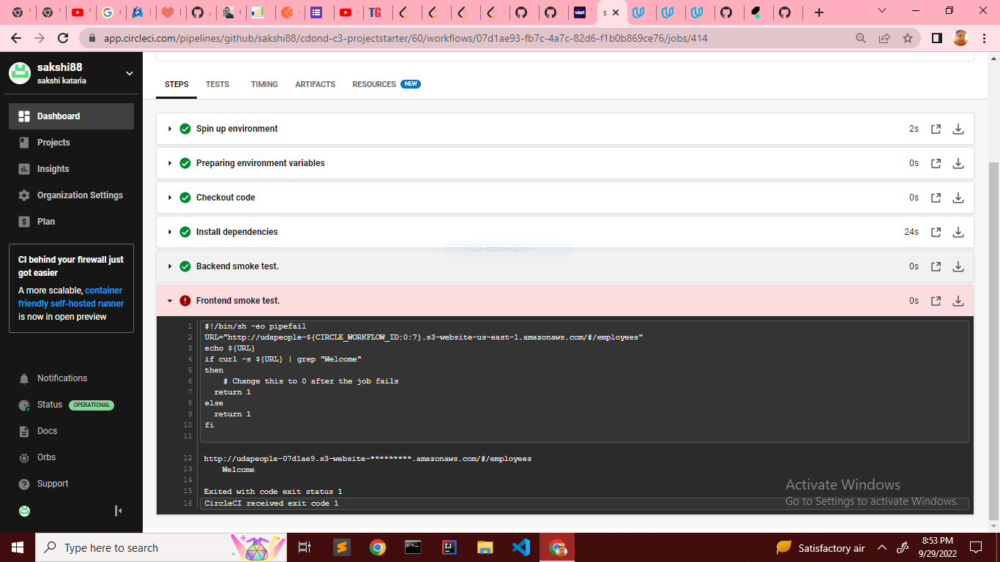 TG
voot
s
app.circleci.com/pipelines/github/sakshi88/cdond-c3-projectstarter/60/workflows/07d1ae93-fb7c-4a7c-82d6-f1b0b869ce76/jobs/414
sakshi88
sakshi kataria
Dashboard
Projects
Insights
Organization Settings
Plan
CI behind your firewall just
got easier
A more scalable, container
friendly self-hosted runner
is now in open preview
Notifications
Status OPERATIONAL
Docs
Orbs
Support
STEPS TESTS TIMING ARTIFACTS RESOURCES NEW
Spin up environment 2s
Preparing environment variables 0s
Checkout code 0s
Install dependencies 24s
Full-screen Snip
Backend smoke test. 0s
Frontend smoke test. 0s
1 #!/bin/sh -eo pipefail
2 URL="http://udapeople-${CIRCLE_WORKFLOW_ID:0:7}.s3-website-us-east-1.amazonaws.com/#/employees"
3 echo ${URL}
4 if curl -s ${URL} | grep "Welcome"
5 then
6 # Change this to 0 after the job fails
7 return 1
8 else
9 return 1
10 fi
11
12 http://udapeople-07d1ae9.s3-website-*********.amazonaws.com/#/employees
13 Welcome
14
15 Exited with code exit status 1
16 CircleCI received exit code 1
Activate Windows
Go to Settings to activate Windows.
Type here to search
Satisfactory air
8:53 PM
9/29/2022